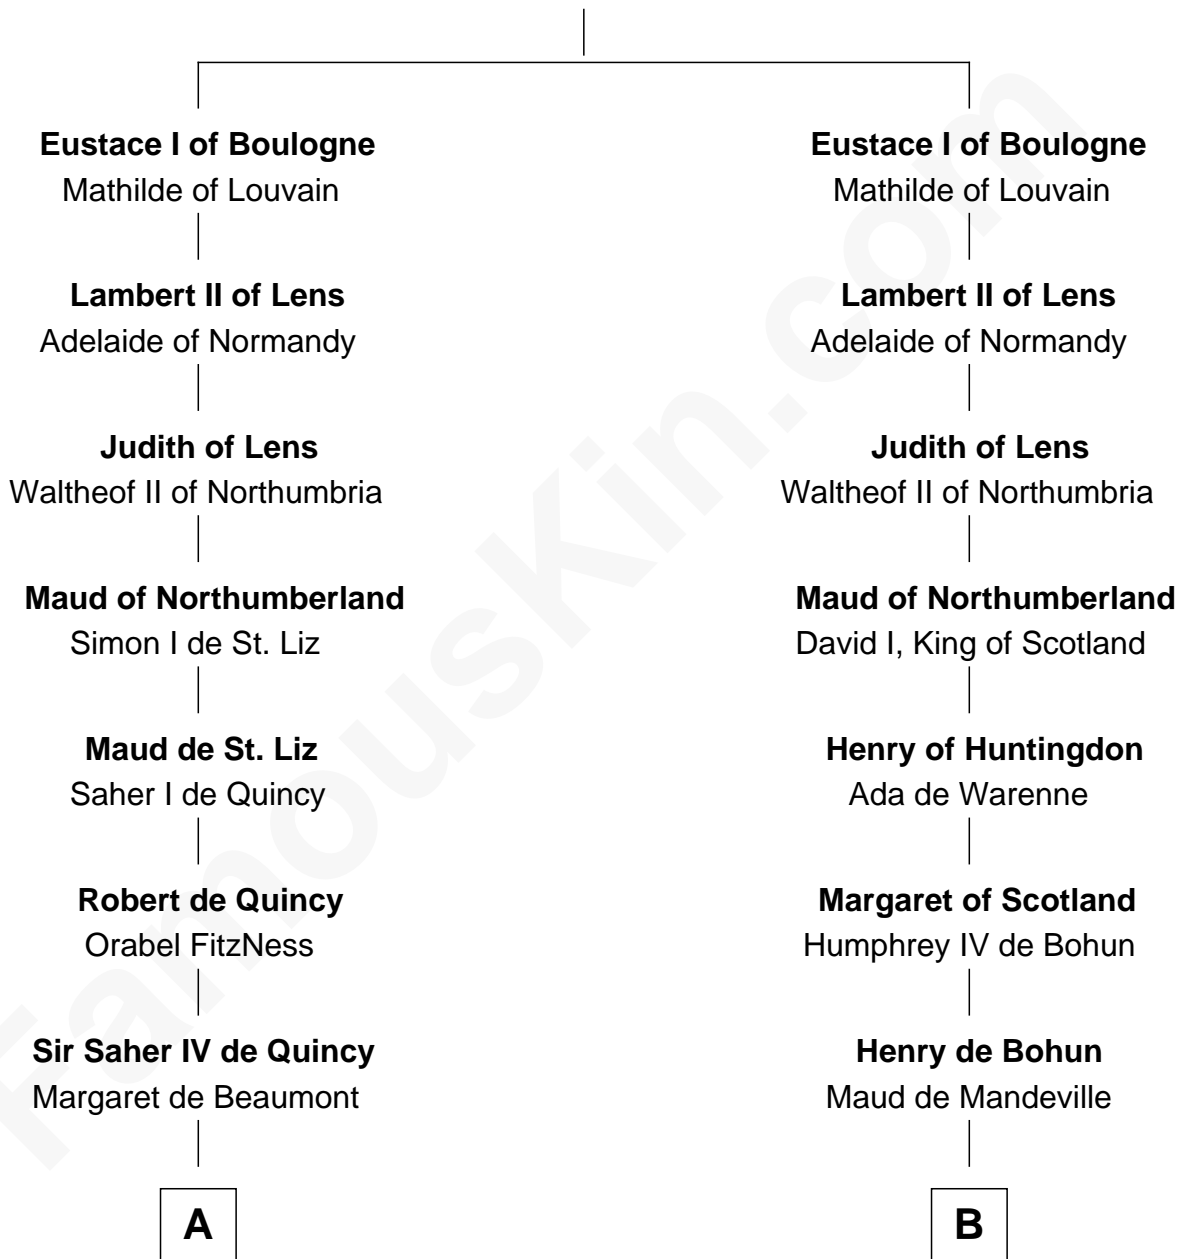 Eustace I of Boulogne
Mathilde of Louvain
Lambert II of Lens
Adelaide of Normandy
Judith of Lens
Waltheof II of Northumbria
Maud of Northumberland
Simon I de St. Liz
Maud de St. Liz
Saher I de Quincy
Robert de Quincy
Orabel FitzNess
Sir Saher IV de Quincy
Margaret de Beaumont
A
Eustace I of Boulogne
Mathilde of Louvain
Lambert II of Lens
Adelaide of Normandy
Judith of Lens
Waltheof II of Northumbria
Maud of Northumberland
David I, King of Scotland
Henry of Huntingdon
Ada de Warenne
Margaret of Scotland
Humphrey IV de Bohun
Henry de Bohun
Maud de Mandeville
B
FamousKin.com